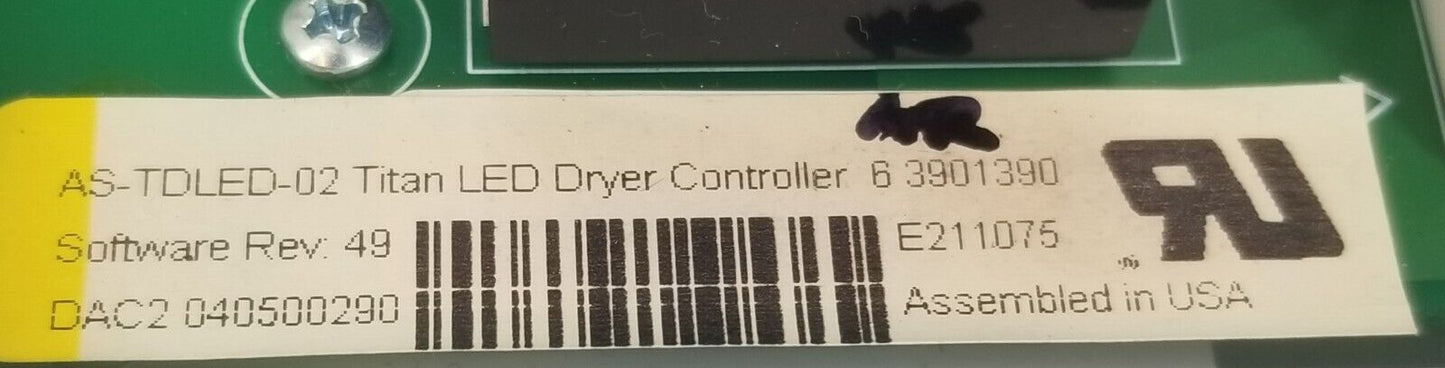 AS-TDLED-02 Titan LED Dryer Controller 6 3901390
Software Rev: 49
E211075
DAC2 040500290
Assembled in USA